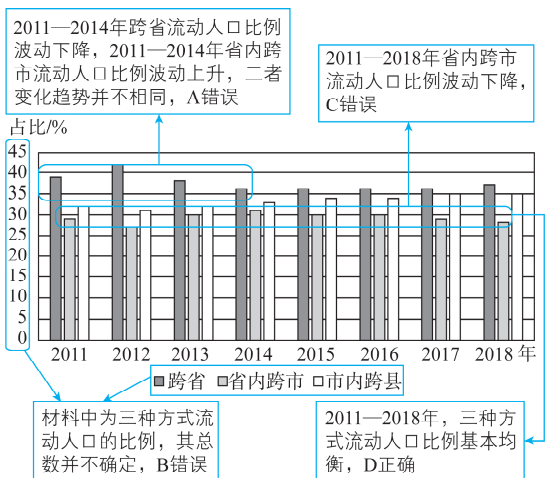 2011—2014年跨省流动人口比例
波动下降，2011—2014年省内跨
市流动人口比例波动上升，二者
变化趋势并不相同，A错误
2011—2018年省内跨市
流动人口比例波动下降，
C错误
占比/%
45
40
35
30
25
20
15
10
5
0
2011 2012 2013 2014 2015 2016 2017 2018 年
跨省 省内跨市 市内跨县
材料中为三种方式流
动人口的比例，其总
数并不确定，B错误
2011—2018年，三种方
式流动人口比例基本均
衡，D正确